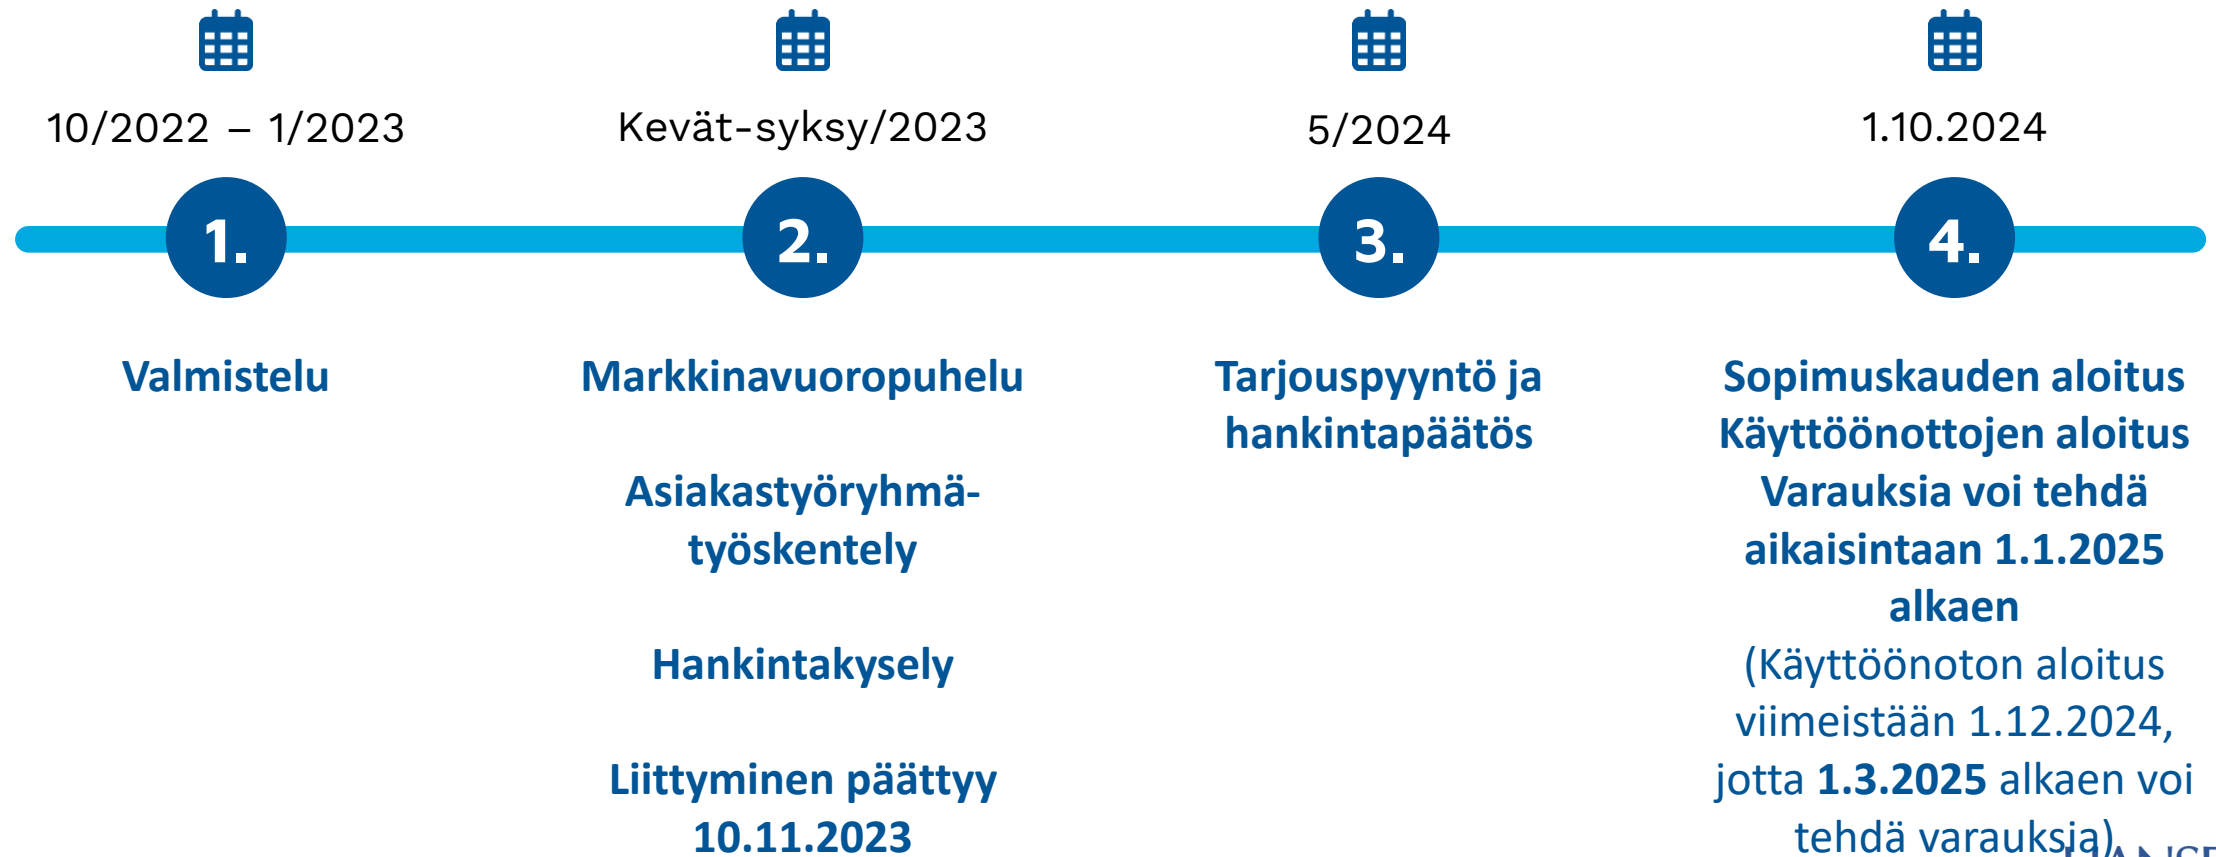 10/2022 – 1/2023
Kevät-syksy/2023
5/2024
1.10.2024
1.
2.
3.
4.
Valmistelu
Markkinavuoropuhelu
Asiakastyöryhmä-
työskentely
Hankintakysely
Liittyminen päättyy
10.11.2023
Tarjouspyyntö ja
hankintapäätös
Sopimuskauden aloitus
Käyttöönottojen aloitus
Varauksia voi tehdä
aikaisintaan 1.1.2025
alkaen
(Käyttöönoton aloitus
viimeistään 1.12.2024,
jotta 1.3.2025 alkaen voi
tehdä varauksia)